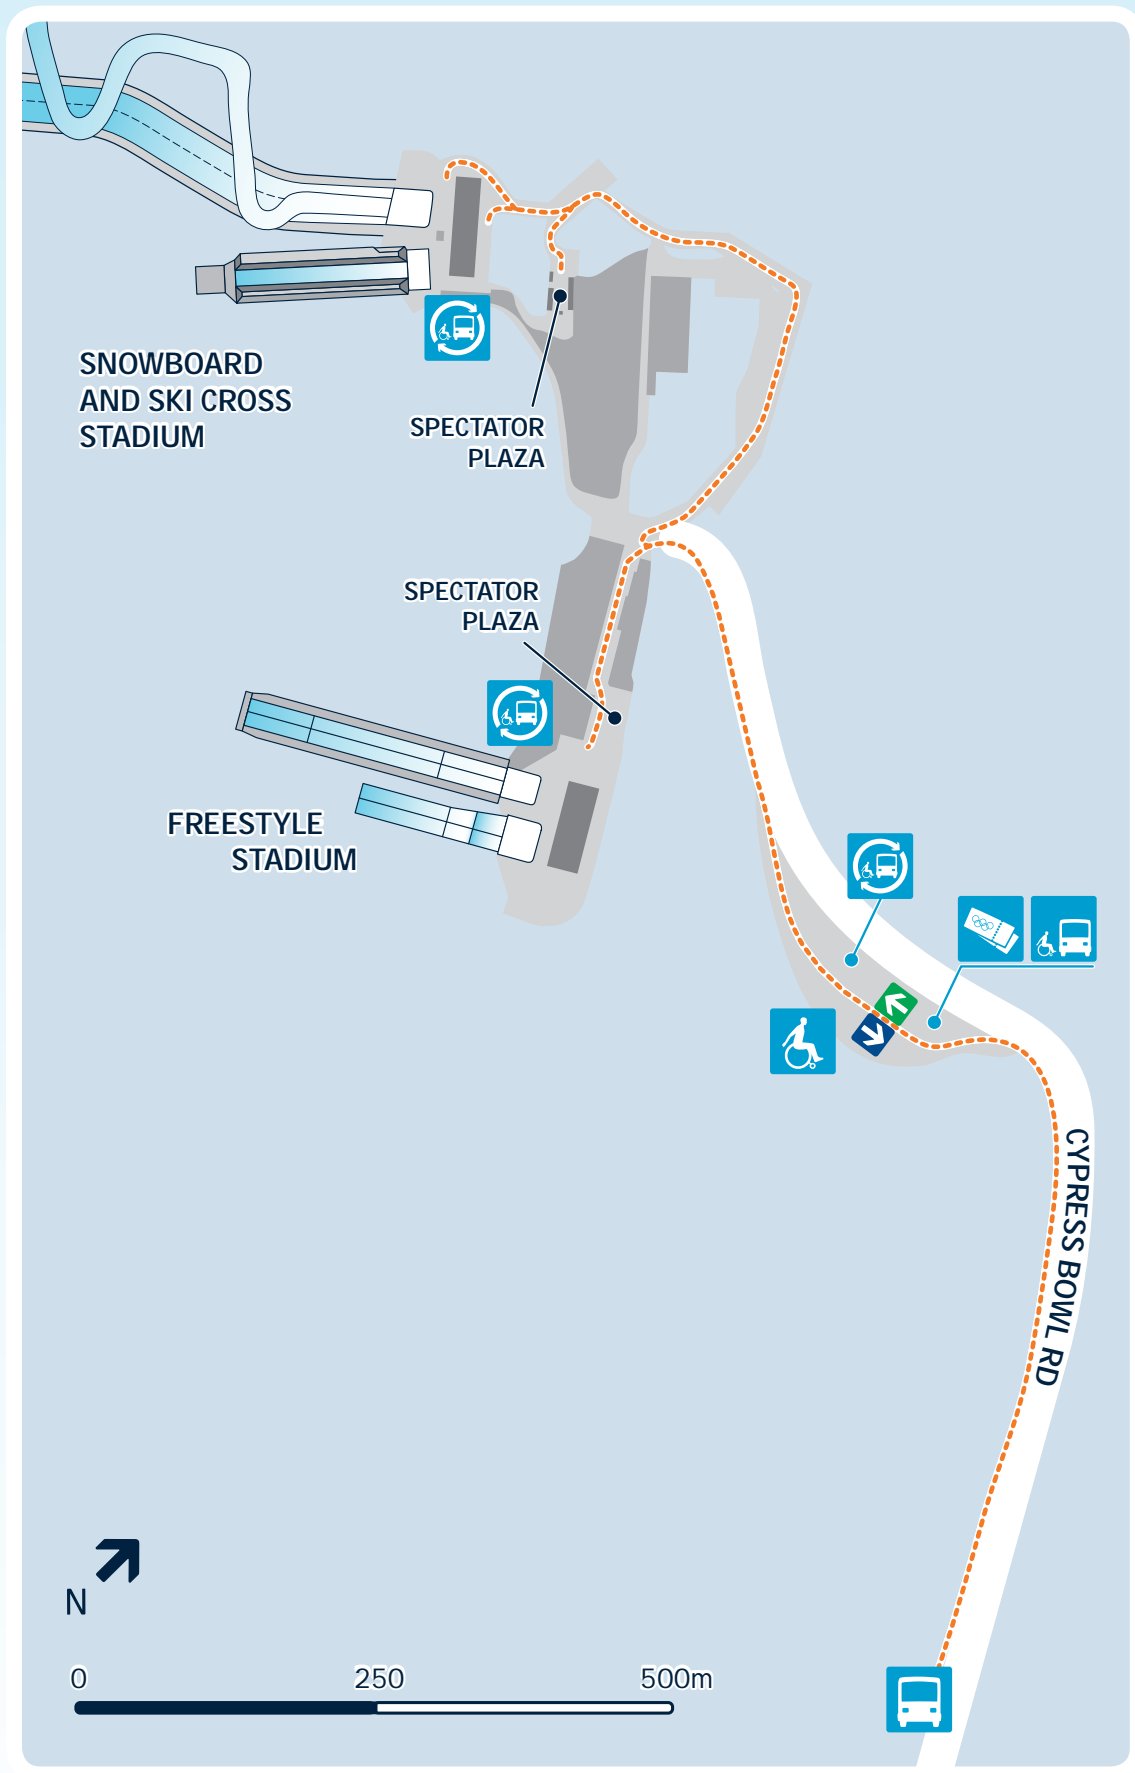 SNOWBOARD
AND SKI CROSS
STADIUM
SPECTATOR
PLAZA
SPECTATOR
PLAZA
FREESTYLE
STADIUM
CYPRESS BOWL RD
N
0 250 500m